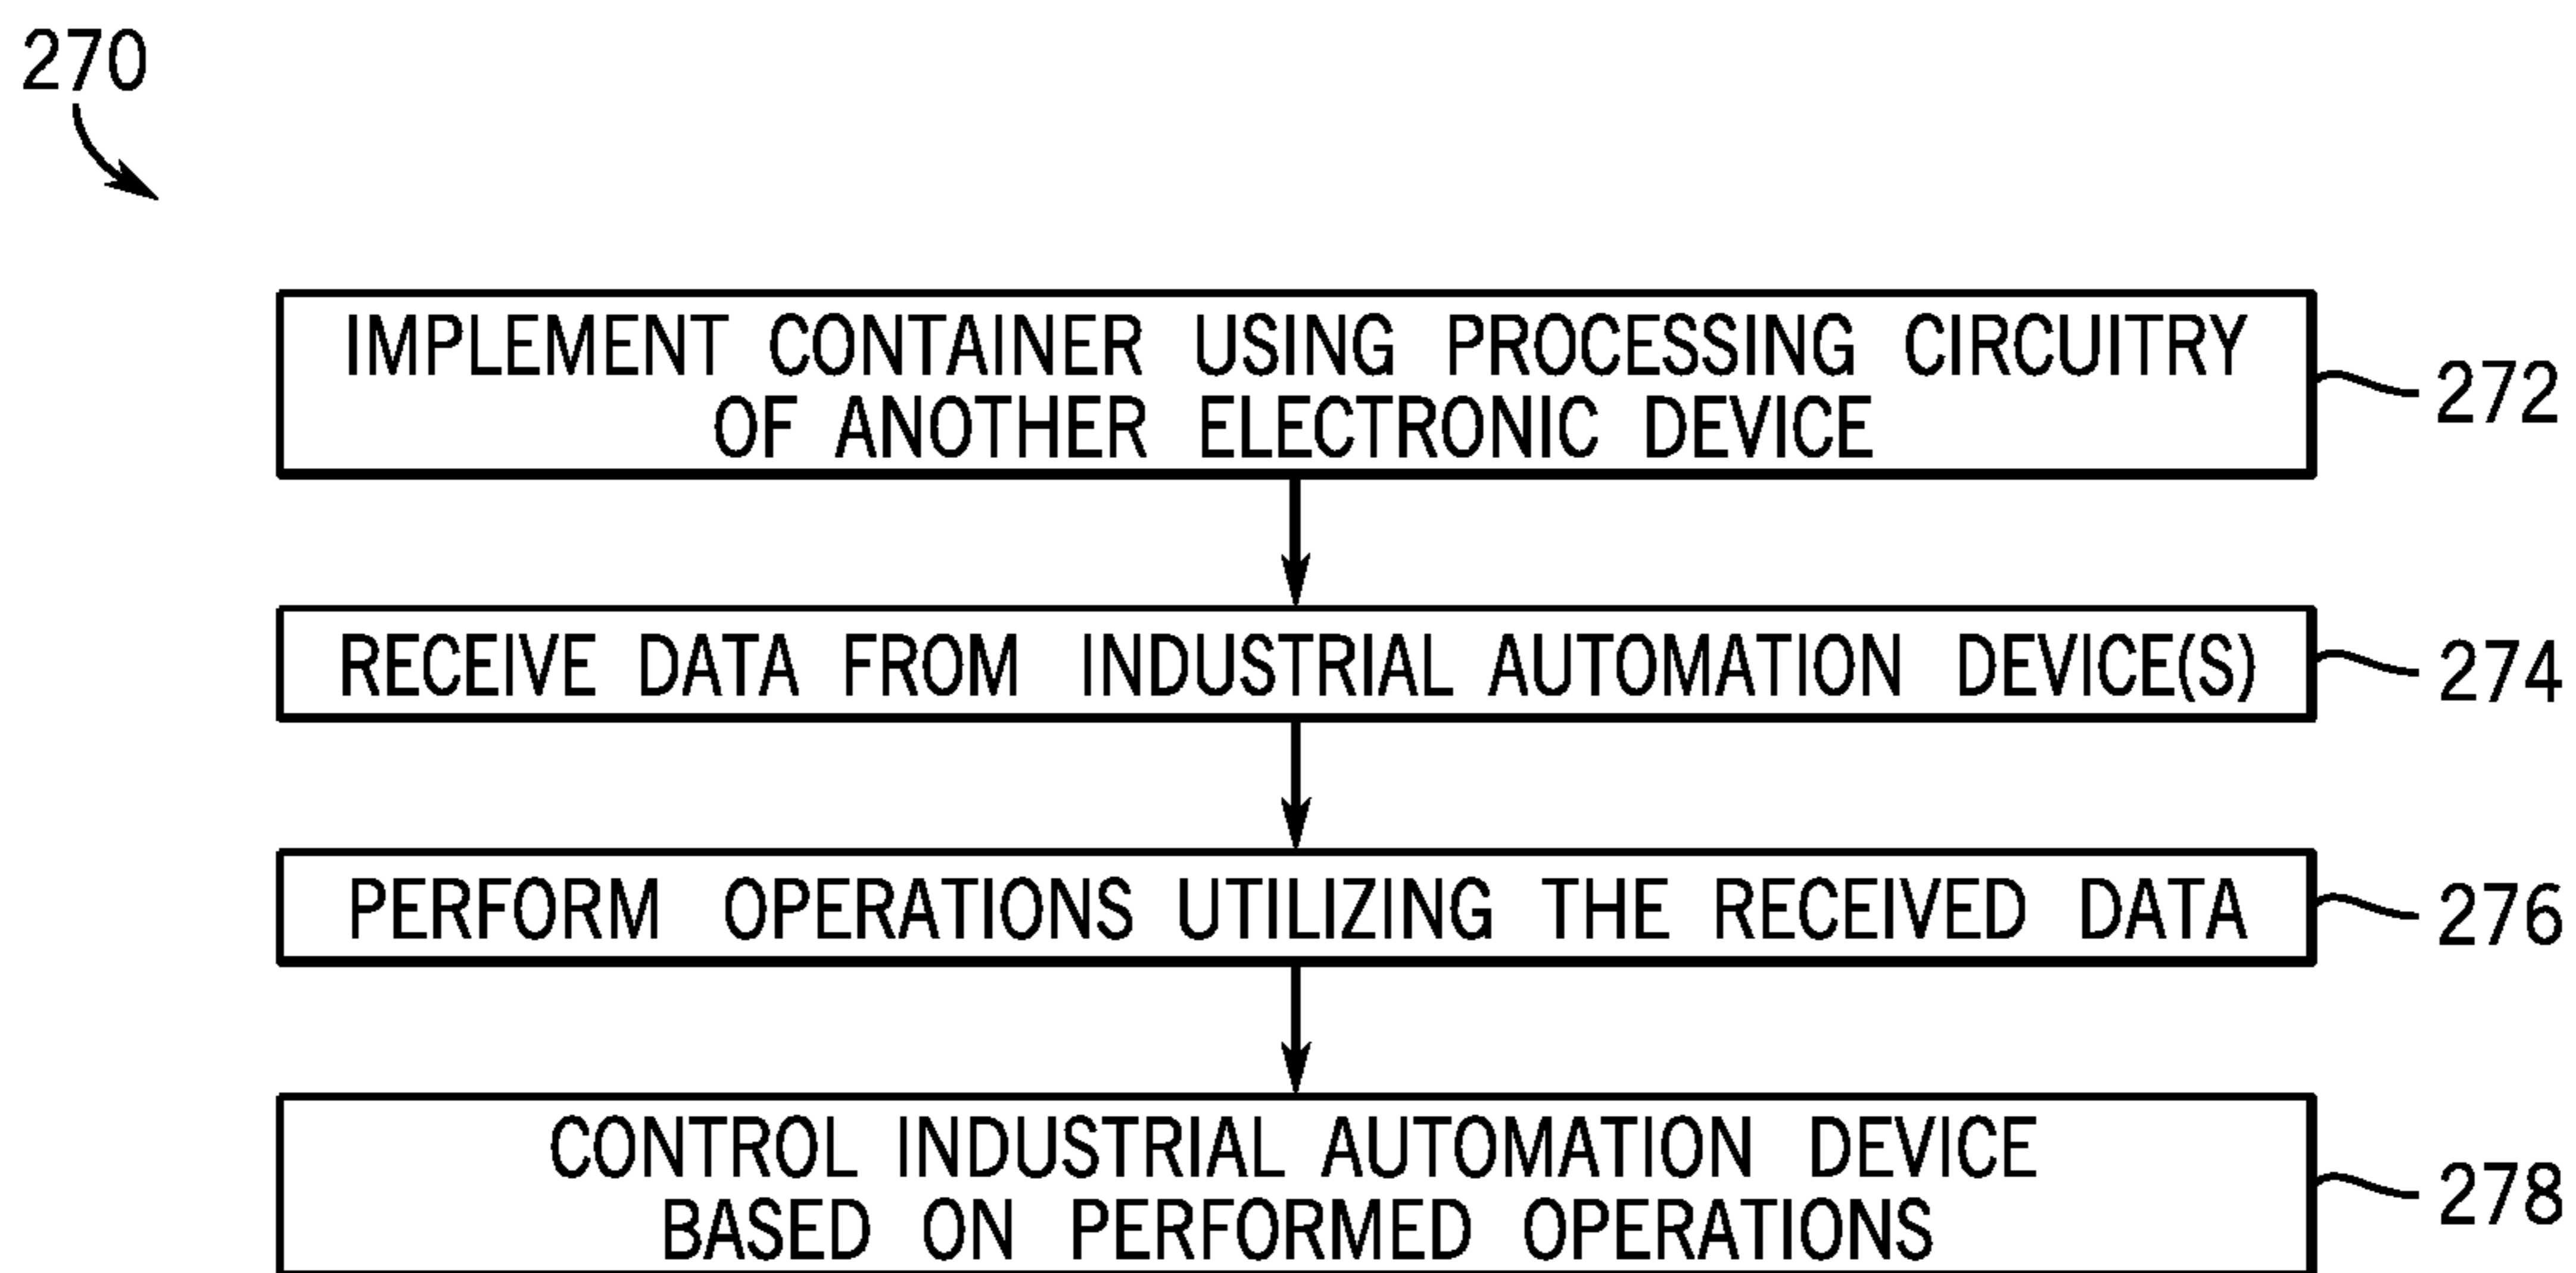 270
IMPLEMENT CONTAINER USING PROCESSING CIRCUITRY
OF ANOTHER ELECTRONIC DEVICE
272
RECEIVE DATA FROM INDUSTRIAL AUTOMATION DEVICE(S)
274
PERFORM OPERATIONS UTILIZING THE RECEIVED DATA
276
CONTROL INDUSTRIAL AUTOMATION DEVICE
BASED ON PERFORMED OPERATIONS
278